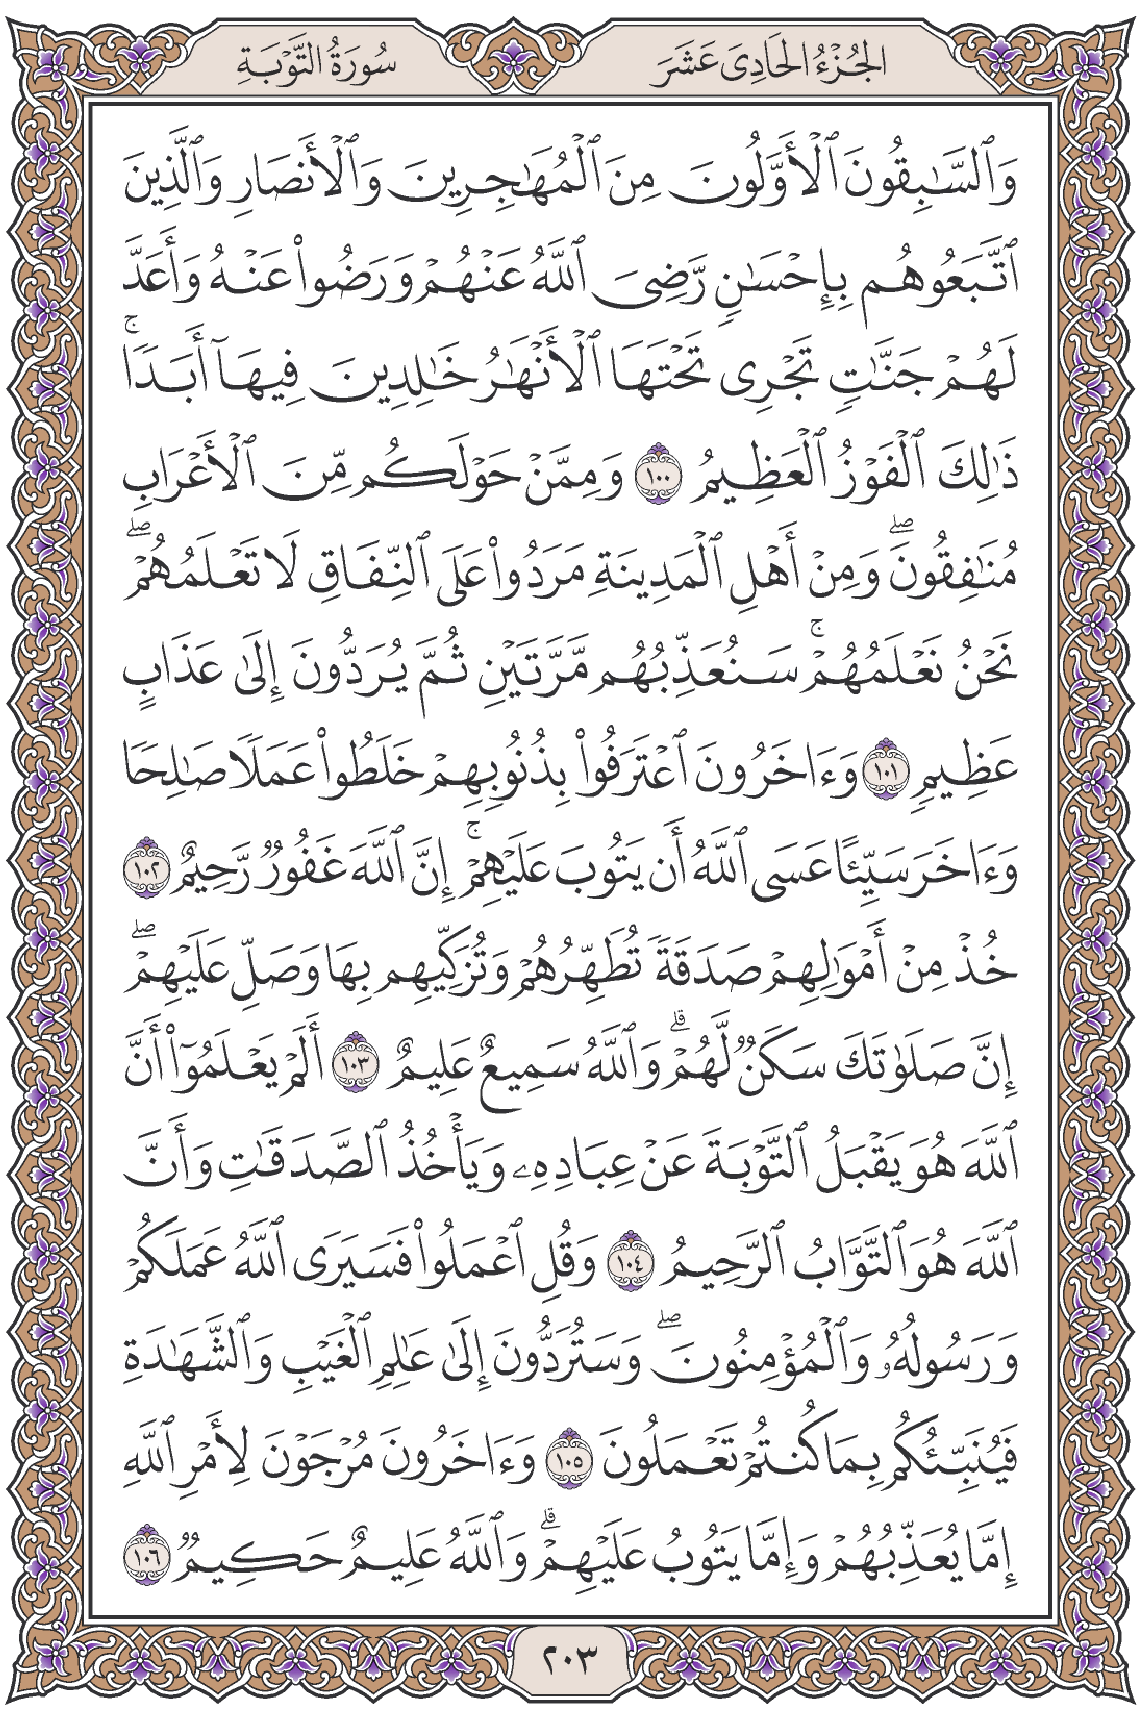 الجُزْءُ الحَادِىَ عَشَرَ
سُورَةُ التَّوْبَةِ
وَٱلسَّٰبِقُونَ ٱلْأَوَّلُونَ مِنَ ٱلْمُهَٰجِرِينَ وَٱلْأَنصَارِ وَٱلَّذِينَ
ٱتَّبَعُوهُم بِإِحْسَٰنٍ رَّضِىَ ٱللَّهُ عَنْهُمْ وَرَضُوا۟ عَنْهُ وَأَعَدَّ
لَهُمْ جَنَّٰتٍ تَجْرِى تَحْتَهَا ٱلْأَنْهَٰرُ خَٰلِدِينَ فِيهَآ أَبَدًا ۚ
ذَٰلِكَ ٱلْفَوْزُ ٱلْعَظِيمُ ١٠٠ وَمِمَّنْ حَوْلَكُم مِّنَ ٱلْأَعْرَابِ
مُنَٰفِقُونَ ۖ وَمِنْ أَهْلِ ٱلْمَدِينَةِ مَرَدُوا۟ عَلَى ٱلنِّفَاقِ لَا تَعْلَمُهُمْ ۖ
نَحْنُ نَعْلَمُهُمْ ۚ سَنُعَذِّبُهُم مَّرَّتَيْنِ ثُمَّ يُرَدُّونَ إِلَىٰ عَذَابٍ
عَظِيمٍ ١٠١ وَءَاخَرُونَ ٱعْتَرَفُوا۟ بِذُنُوبِهِمْ خَلَطُوا۟ عَمَلًا صَٰلِحًا
وَءَاخَرَ سَيِّئًا عَسَى ٱللَّهُ أَن يَتُوبَ عَلَيْهِمْ ۚ إِنَّ ٱللَّهَ غَفُورٌ رَّحِيمٌ ١٠٢
خُذْ مِنْ أَمْوَٰلِهِمْ صَدَقَةً تُطَهِّرُهُمْ وَتُزَكِّيهِم بِهَا وَصَلِّ عَلَيْهِمْ ۖ
إِنَّ صَلَوٰتَكَ سَكَنٌ لَّهُمْ ۗ وَٱللَّهُ سَمِيعٌ عَلِيمٌ ١٠٣ أَلَمْ يَعْلَمُوٓا۟ أَنَّ
ٱللَّهَ هُوَ يَقْبَلُ ٱلتَّوْبَةَ عَنْ عِبَادِهِۦ وَيَأْخُذُ ٱلصَّدَقَٰتِ وَأَنَّ
ٱللَّهَ هُوَ ٱلتَّوَّابُ ٱلرَّحِيمُ ١٠٤ وَقُلِ ٱعْمَلُوا۟ فَسَيَرَى ٱللَّهُ عَمَلَكُمْ
وَرَسُولُهُۥ وَٱلْمُؤْمِنُونَ ۖ وَسَتُرَدُّونَ إِلَىٰ عَٰلِمِ ٱلْغَيْبِ وَٱلشَّهَٰدَةِ
فَيُنَبِّئُكُم بِمَا كُنتُمْ تَعْمَلُونَ ١٠٥ وَءَاخَرُونَ مُرْجَوْنَ لِأَمْرِ ٱللَّهِ
إِمَّا يُعَذِّبُهُمْ وَإِمَّا يَتُوبُ عَلَيْهِمْ ۗ وَٱللَّهُ عَلِيمٌ حَكِيمٌ ١٠٦
٢٠٣